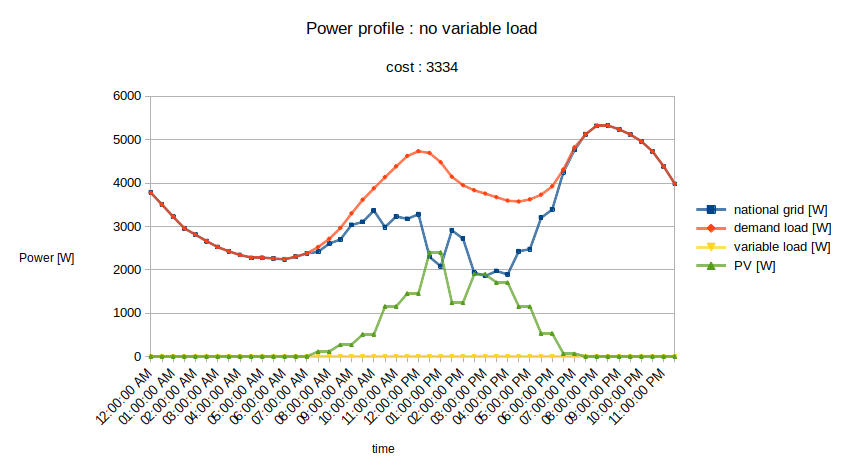 Power profile : no variable load
cost : 3334
6000
5000
4000
3000
2000
1000
0
Power [W]
12:00:00 AM
01:00:00 AM
02:00:00 AM
03:00:00 AM
04:00:00 AM
05:00:00 AM
06:00:00 AM
07:00:00 AM
08:00:00 AM
09:00:00 AM
10:00:00 AM
11:00:00 AM
12:00:00 PM
01:00:00 PM
02:00:00 PM
03:00:00 PM
04:00:00 PM
05:00:00 PM
06:00:00 PM
07:00:00 PM
08:00:00 PM
09:00:00 PM
10:00:00 PM
11:00:00 PM
time
national grid [W]
demand load [W]
variable load [W]
PV [W]